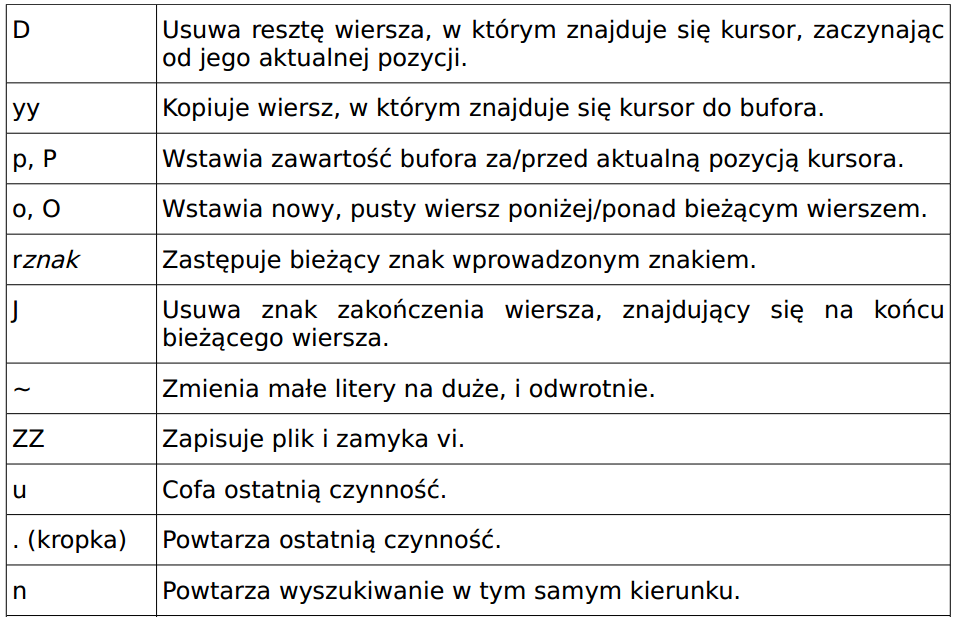 D
Usuwa resztę wiersza, w którym znajduje się kursor, zaczynając
od jego aktualnej pozycji.
yy
Kopiuje wiersz, w którym znajduje się kursor do bufora.
p, P
Wstawia zawartość bufora za/przed aktualną pozycją kursora.
o, O
Wstawia nowy, pusty wiersz poniżej/ponad bieżącym wierszem.
rznak
Zastępuje bieżący znak wprowadzonym znakiem.
J
Usuwa znak zakończenia wiersza, znajdujący się na końcu
bieżącego wiersza.
~
Zmienia małe litery na duże, i odwrotnie.
ZZ
Zapisuje plik i zamyka vi.
u
Cofa ostatnią czynność.
. (kropka)
Powtarza ostatnią czynność.
n
Powtarza wyszukiwanie w tym samym kierunku.